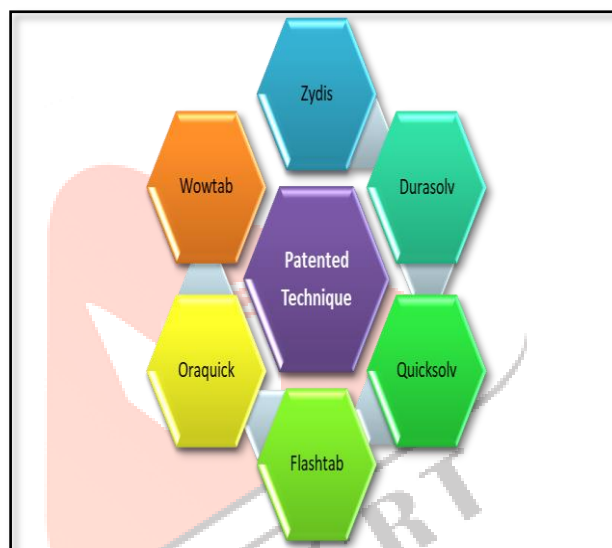 Zydis
Wowtab
Durasolv
Patented
Technique
Oraquick
Quicksolv
Flashtab